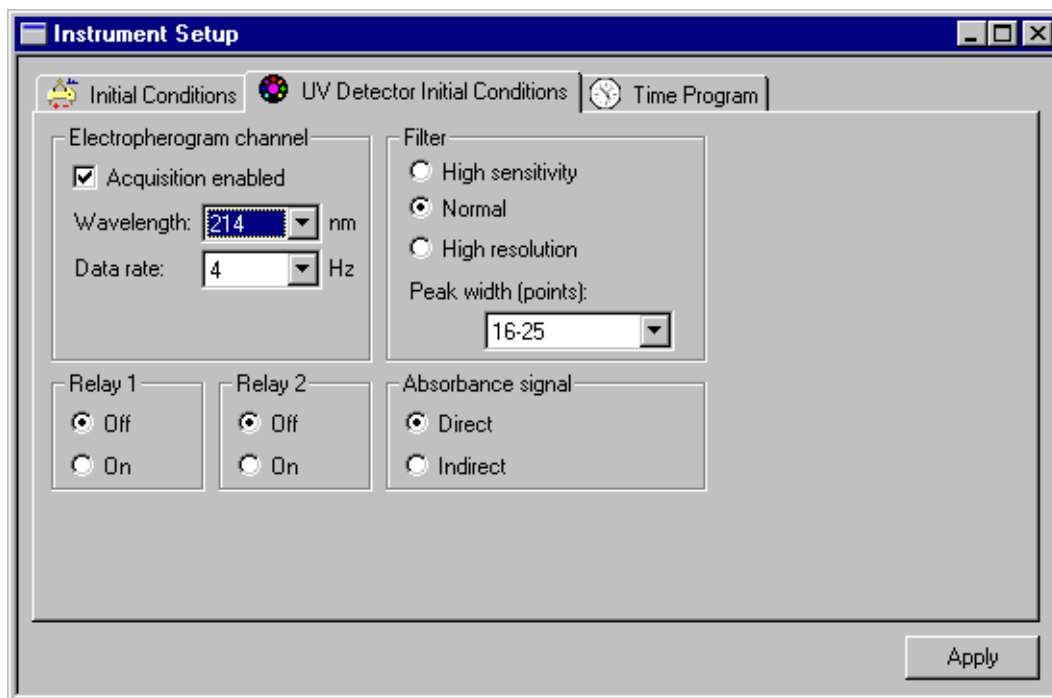 Instrument Setup
Initial Conditions
UV Detector Initial Conditions
Time Program
Electropherogram channel
Acquisition enabled
Wavelength: 214 nm
Data rate: 4 Hz
Filter
High sensitivity
Normal
High resolution
Peak width (points):
16-25
Relay 1
Off
On
Relay 2
Off
On
Absorbance signal
Direct
Indirect
Apply